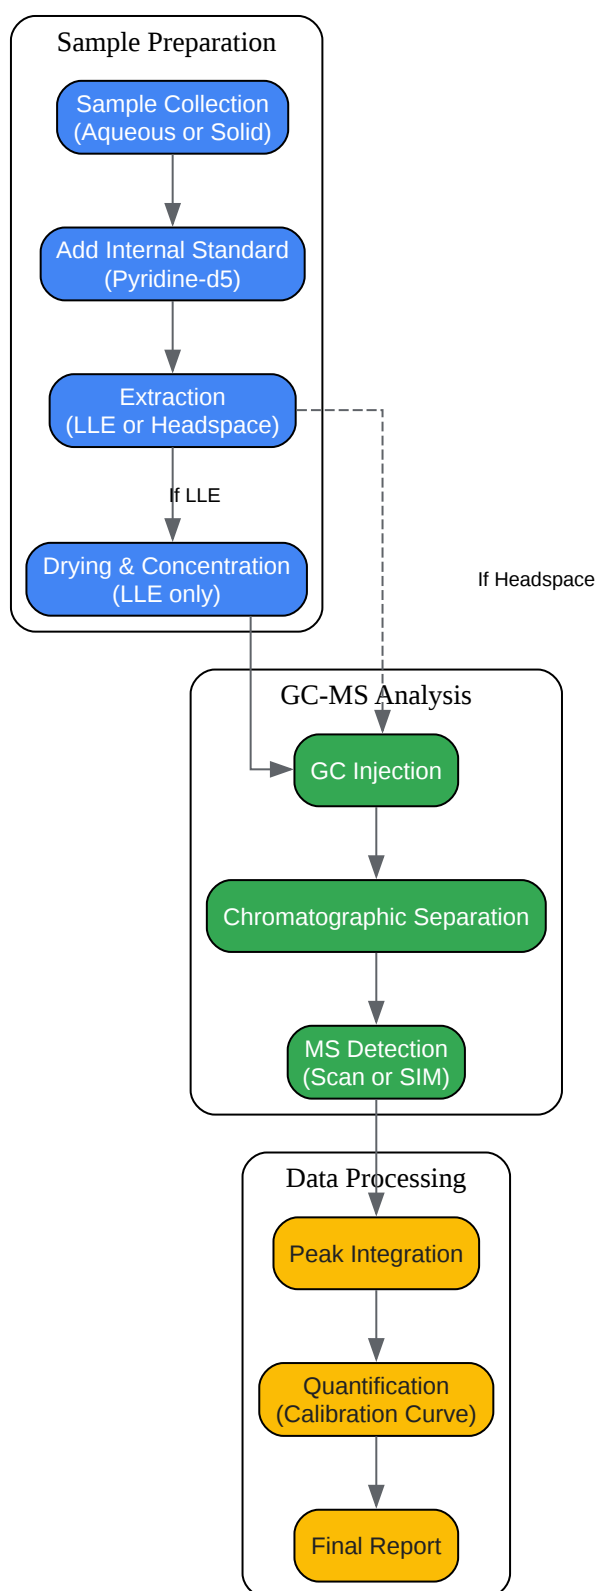 Sample Preparation
Sample Collection
(Aqueous or Solid)
Add Internal Standard
(Pyridine-d5)
Extraction
(LLE or Headspace)
If LLE
Drying & Concentration
(LLE only)
If Headspace
GC-MS Analysis
GC Injection
Chromatographic Separation
MS Detection
(Scan or SIM)
Data Processing
Peak Integration
Quantification
(Calibration Curve)
Final Report